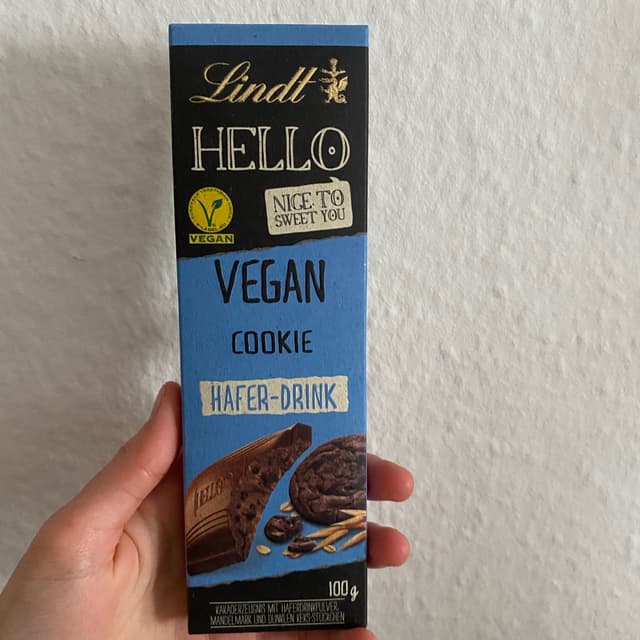 Lindt
HELLO
NICE TO
SWEET YOU
VEGAN
VEGAN
COOKIE
HAFER-DRINK
HELLO
100g
KAKAOERZEUGNIS MIT HAFERDRINKPULVER,
MANDELMARK UND DUNKLEN KEKS-STÜCKCHEN